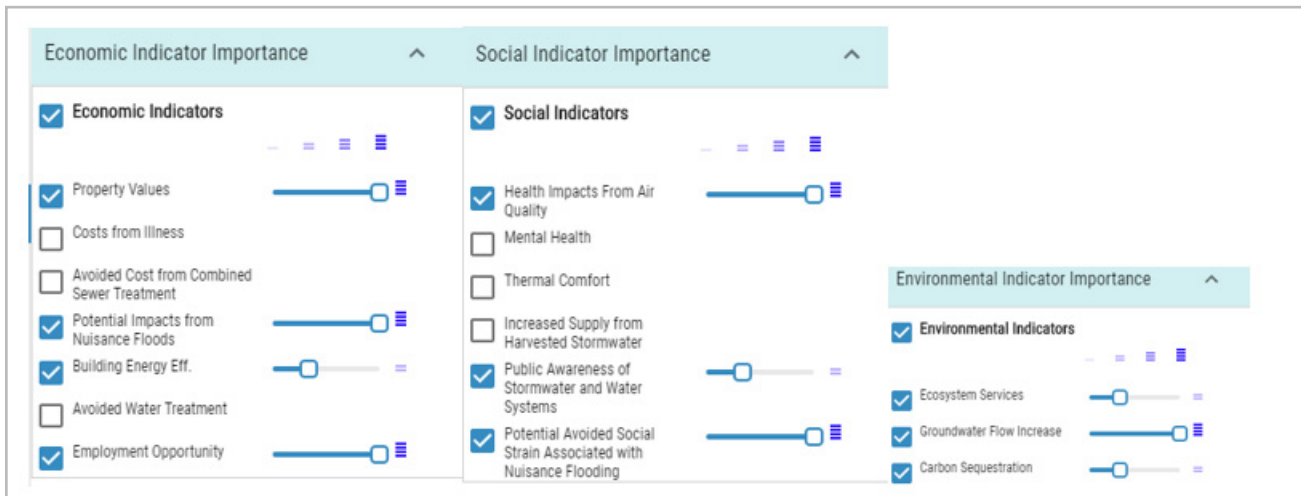 Economic Indicator Importance
Economic Indicators
Property Values
Costs from Illness
Avoided Cost from Combined
Sewer Treatment
Potential Impacts from
Nuisance Floods
Building Energy Eff.
Avoided Water Treatment
Employment Opportunity
Social Indicator Importance
Social Indicators
Health Impacts From Air
Quality
Mental Health
Thermal Comfort
Increased Supply from
Harvested Stormwater
Public Awareness of
Stormwater and Water
Systems
Potential Avoided Social
Strain Associated with
Nuisance Flooding
Environmental Indicator Importance
Environmental Indicators
Ecosystem Services
Groundwater Flow Increase
Carbon Sequestration